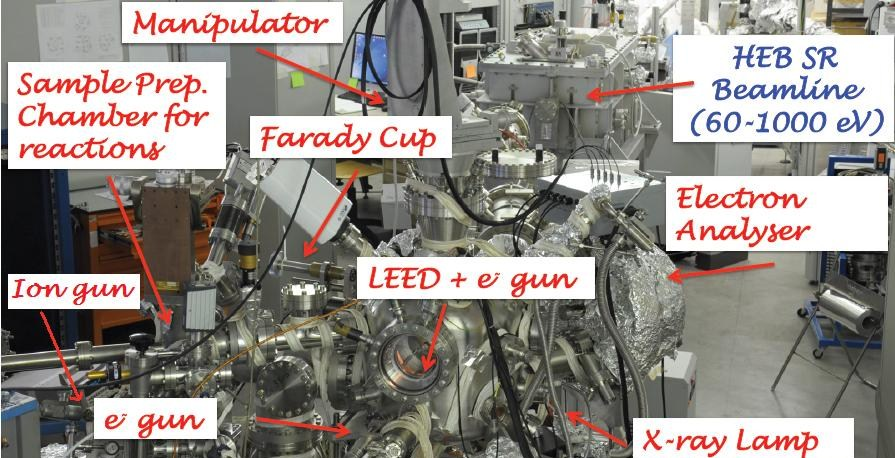 Manipulator
HEB SR
Beamline
(60-1000 eV)
Sample Prep.
Chamber for
reactions
Farady Cup
Electron
Analyser
LEED + e⁻ gun
Ion gun
e⁻ gun
X-ray Lamp